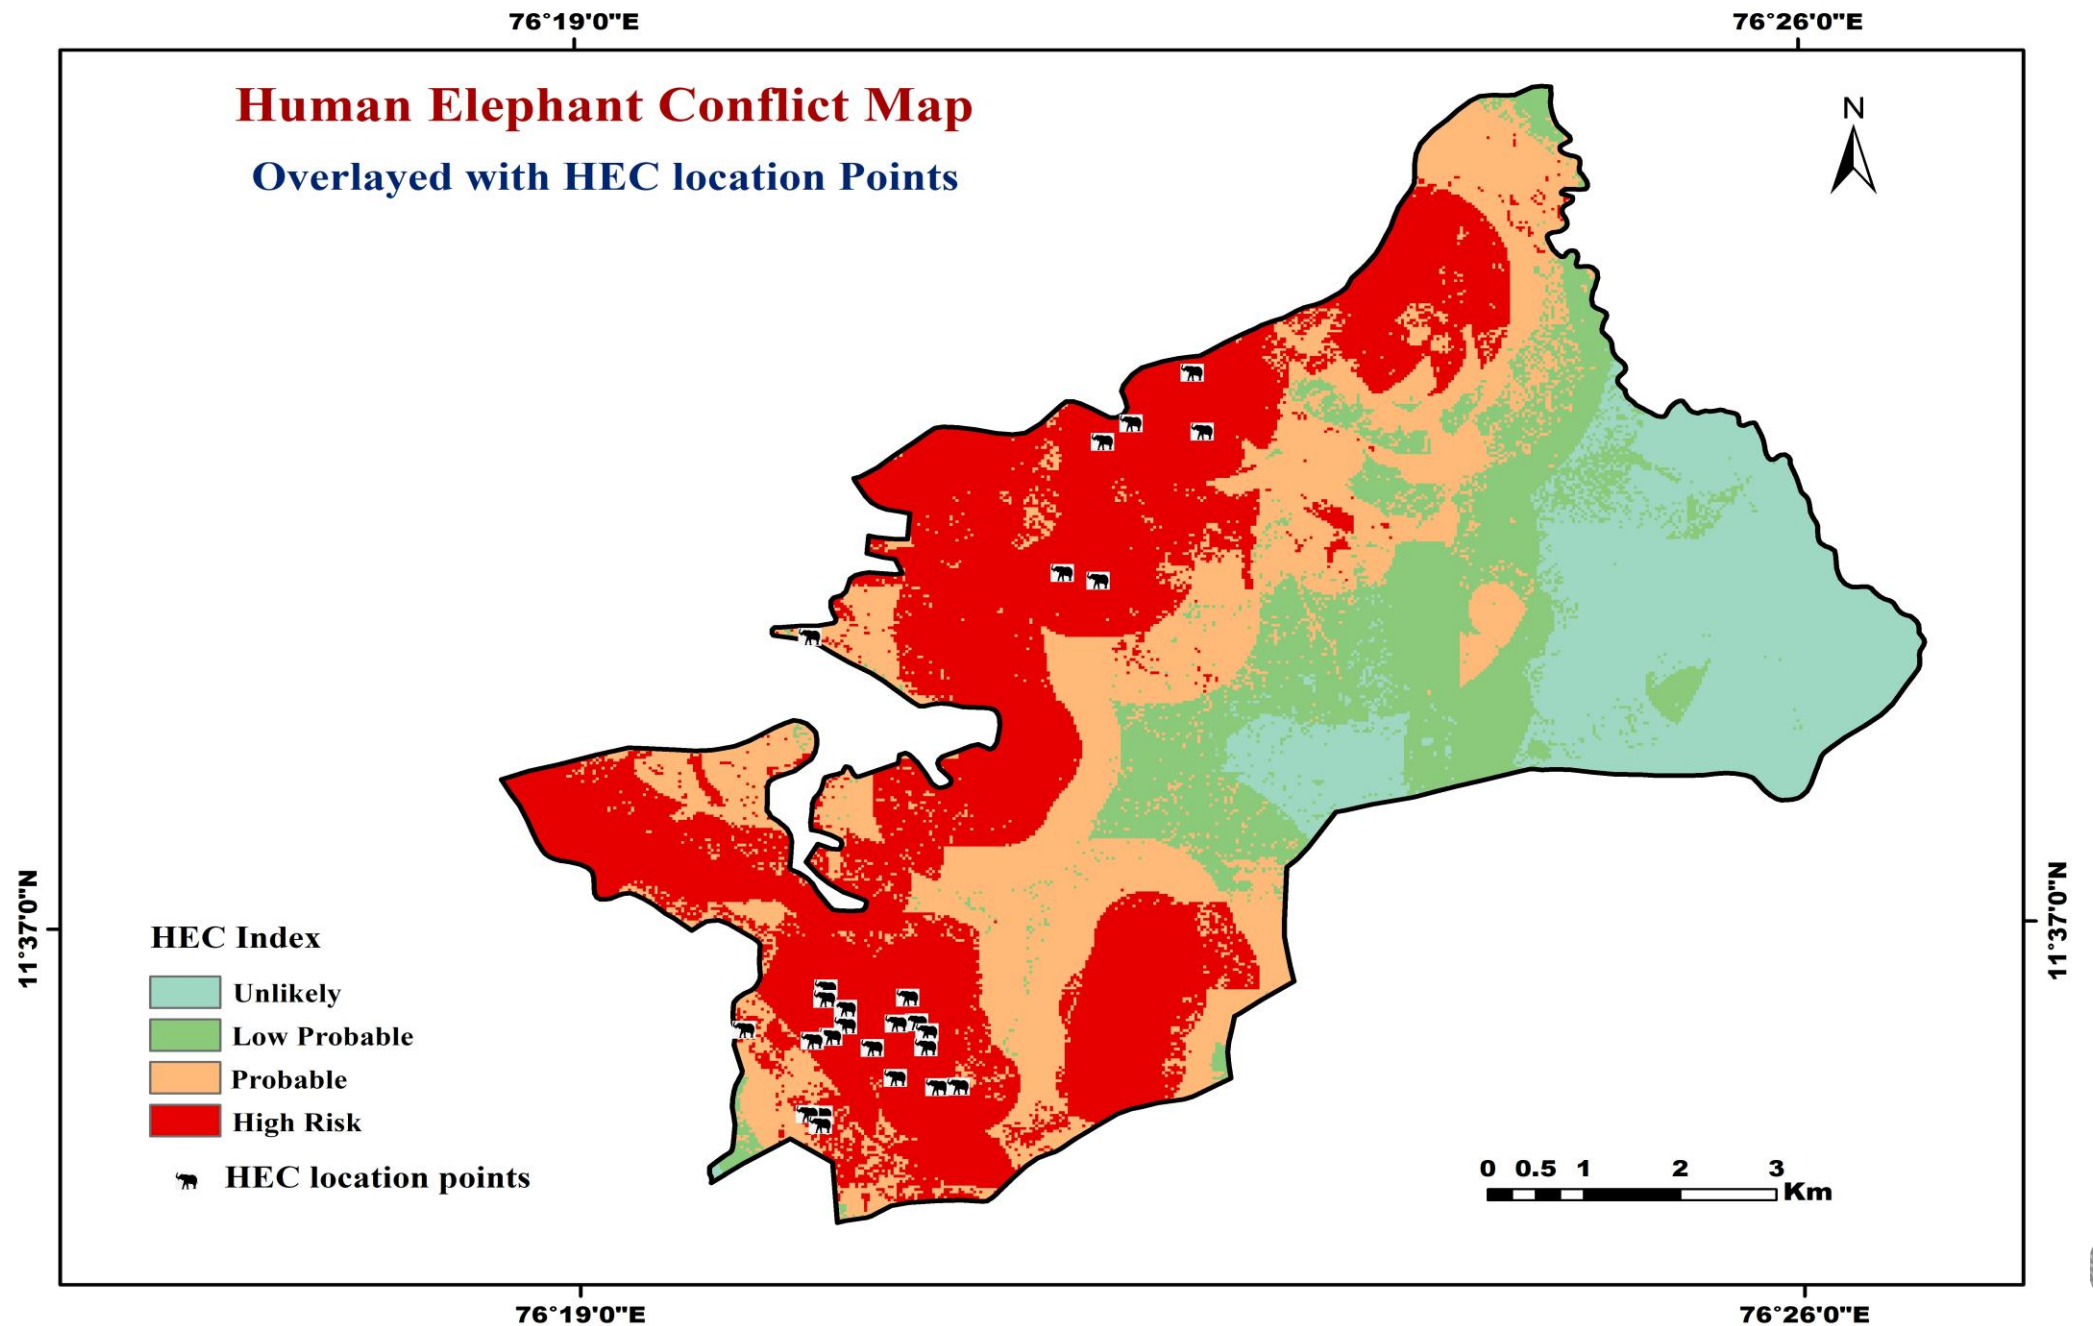 76°19'0"E
76°26'0"E
Human Elephant Conflict Map
Overlayed with HEC location Points
N
11°37'0"N
11°37'0"N
HEC Index
Unlikely
Low Probable
Probable
High Risk
HEC location points
0 0.5 1 2 3
Km
76°19'0"E
76°26'0"E